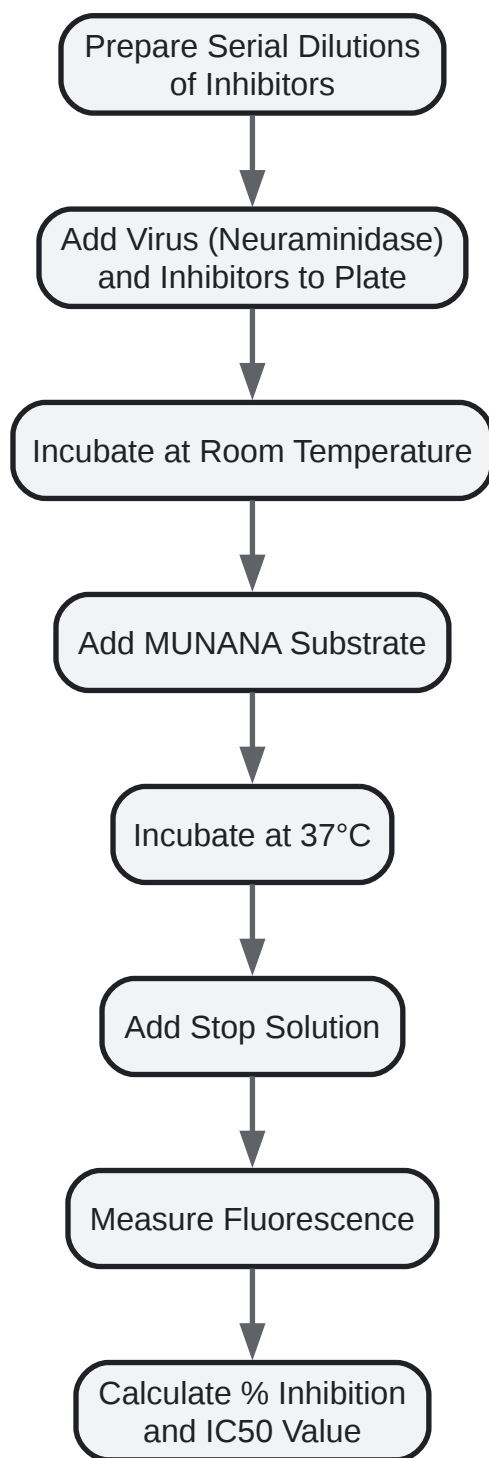 Prepare Serial Dilutions
of Inhibitors
Add Virus (Neuraminidase)
and Inhibitors to Plate
Incubate at Room Temperature
Add MUNANA Substrate
Incubate at 37°C
Add Stop Solution
Measure Fluorescence
Calculate % Inhibition
and IC50 Value